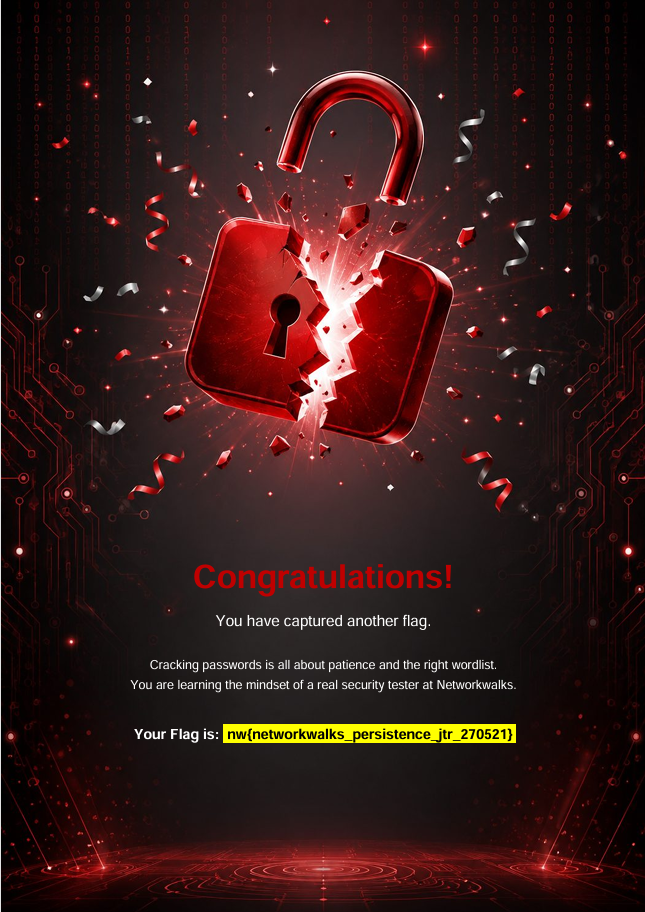 Congratulations!
You have captured another flag.
Cracking passwords is all about patience and the right wordlist.
You are learning the mindset of a real security tester at Networkwalks.
Your Flag is: nw{networkwalks_persistence_jtr_270521}